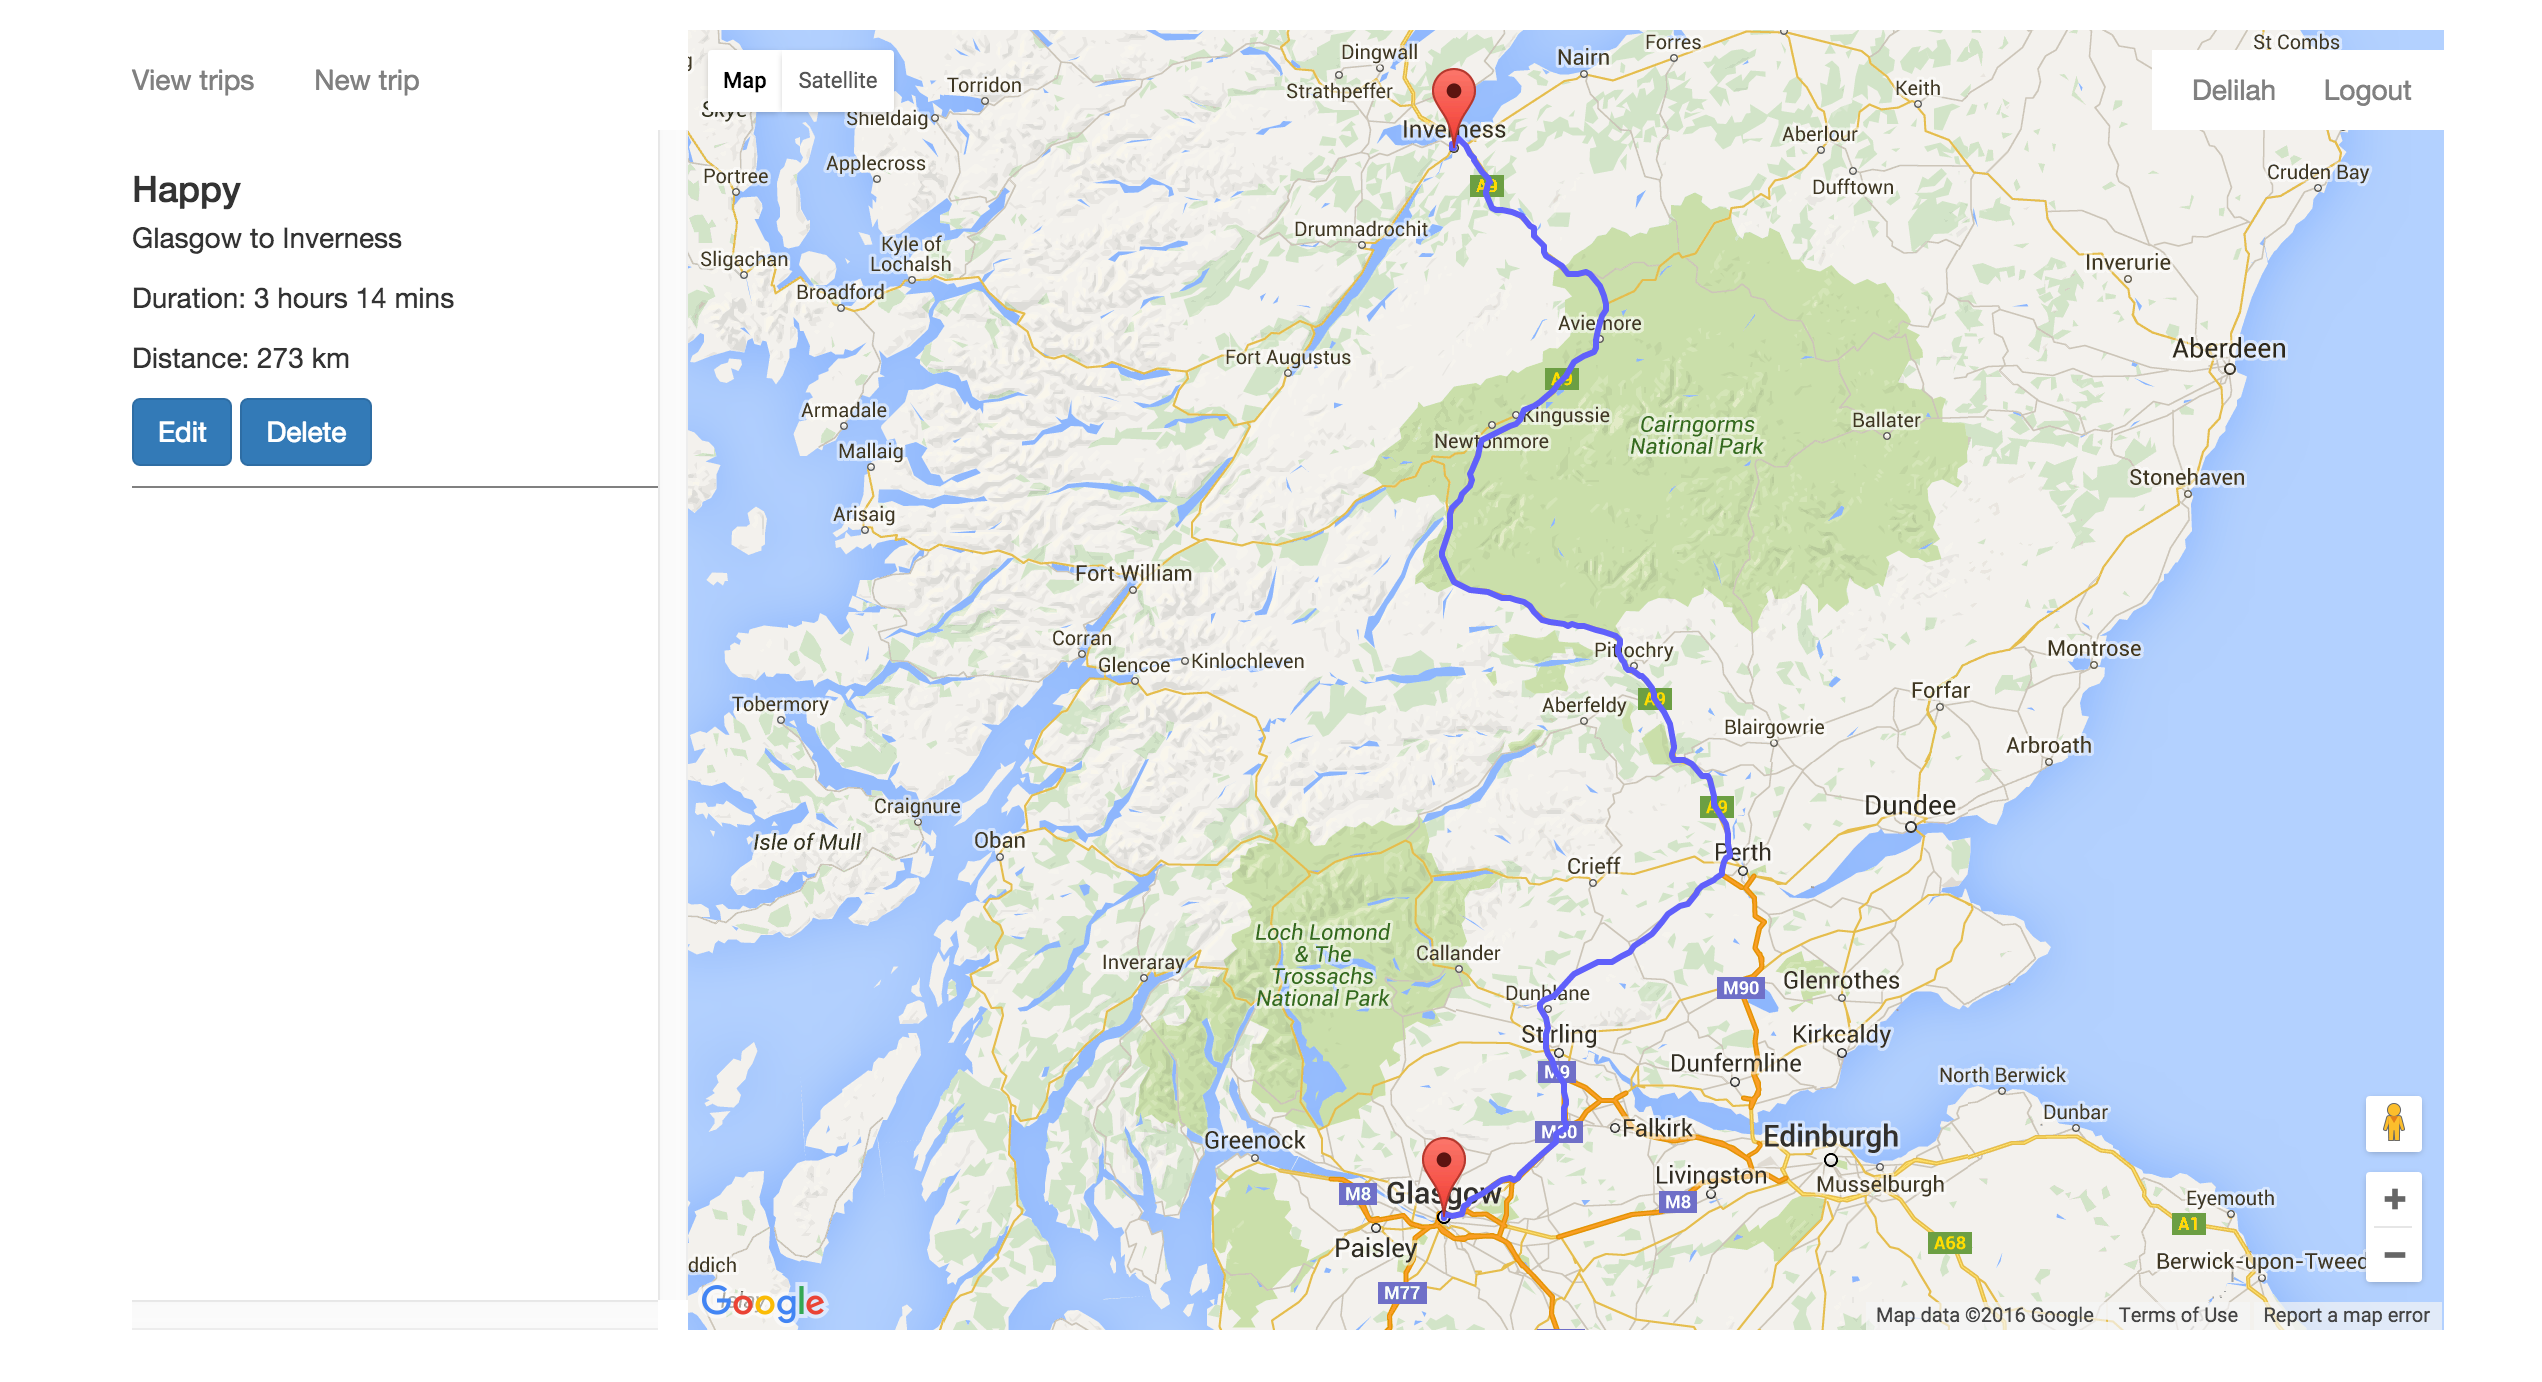 View trips New trip
Happy
Glasgow to Inverness
Duration: 3 hours 14 mins
Distance: 273 km
Edit Delete
Map Satellite
Delilah Logout
Dingwall
Nairn
Forres
St Combs
Torridon
Strathpeffer
Keith
Skye
Shieldaig
Inverness
Aberlour
Applecross
Portree
A9
Dufftown
Cruden Bay
Drumnadrochit
Kyle of
Lochalsh
Sligachan
Inverurie
Broadford
Aviemore
Fort Augustus
Aberdeen
A9
Armadale
Kingussie
Cairngorms
National Park
Ballater
Newtonmore
Mallaig
Stonehaven
Arisaig
Fort William
Corran
Glencoe
Kinlochleven
Pitlochry
Montrose
Tobermory
Aberfeldy
A9
Forfar
Blairgowrie
Arbroath
Craignure
A9
Dundee
Isle of Mull
Oban
Perth
Crieff
Loch Lomond
& The
Trossachs
National Park
Callander
Inveraray
Dunblane
M90
Glenrothes
Stirling
Kirkcaldy
M9
Dunfermline
North Berwick
Dunbar
Greenock
M80
Falkirk
Edinburgh
M8
Glasgow
Livingston
M8
Musselburgh
Eyemouth
A1
Paisley
A68
Berwick-upon-Tweed
ddich
M77
Google
Map data ©2016 Google Terms of Use Report a map error